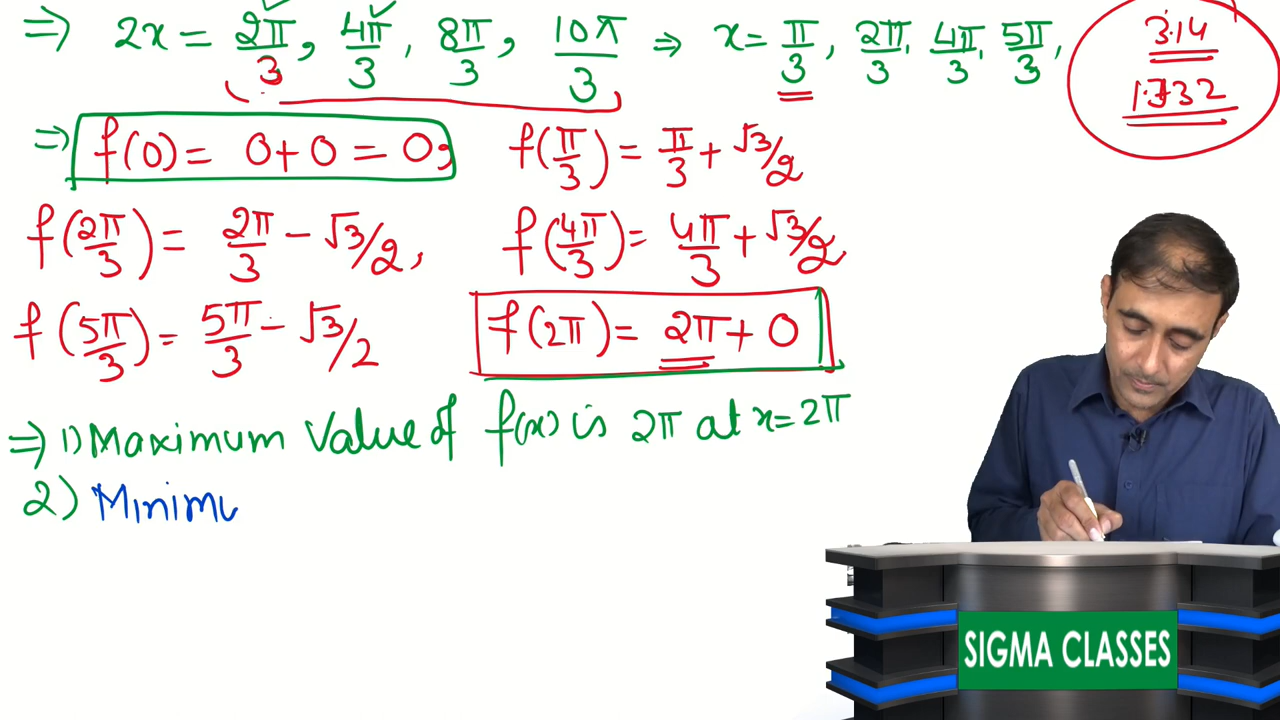 ⇒ 2x = 2π/3, 4π/3, 8π/3, 10π/3 ⇒ x = π/3, 2π/3, 4π/3, 5π/3,
3.14
1.732
⇒ f(0) = 0+0 = 0; f(π/3) = π/3 + √3/2
f(2π/3) = 2π/3 − √3/2, f(4π/3) = 4π/3 + √3/2,
f(5π/3) = 5π/3 − √3/2 f(2π) = 2π + 0
⇒ 1) Maximum Value of f(x) is 2π at x = 2π
2) Minimu
SIGMA CLASSES